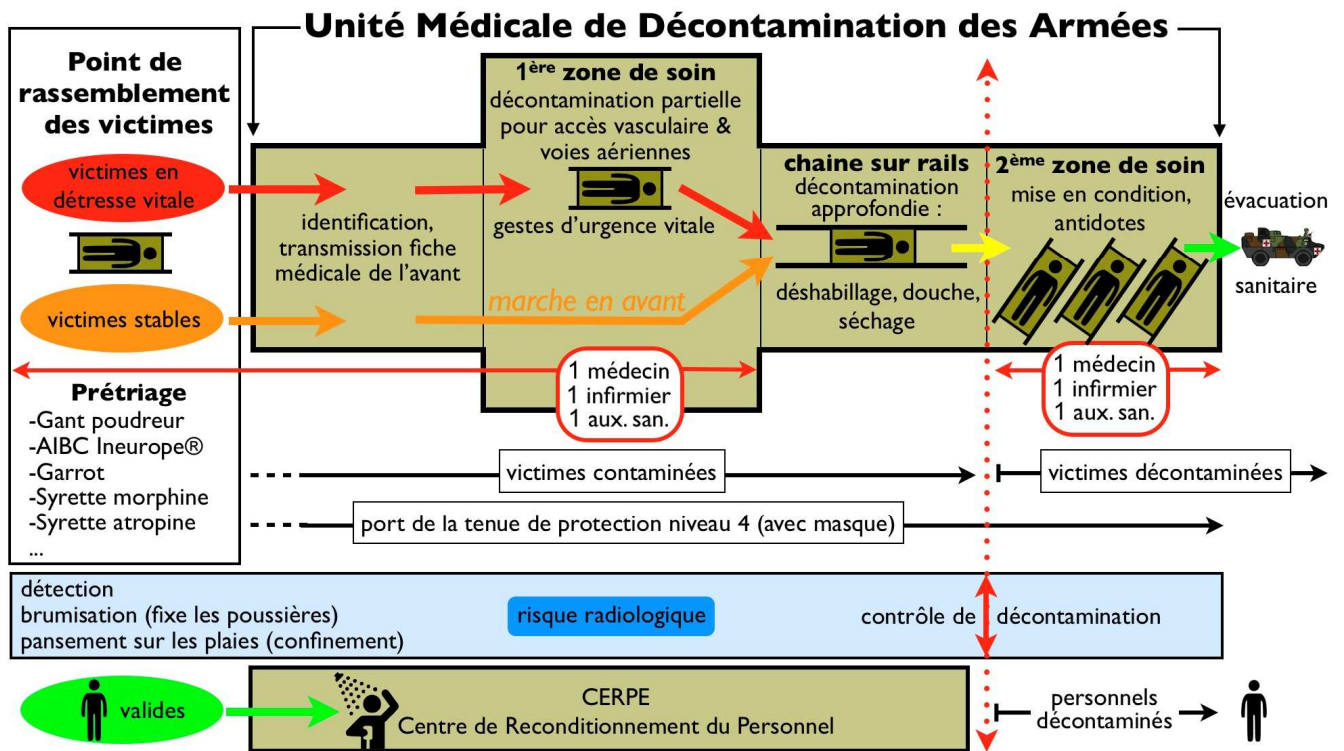 Unité Médicale de Décontamination des Armées
Point de
rassemblement
des victimes
victimes en
détresse vitale
victimes stables
Prétriage
-Gant poudreur
-AIBC Ineurope®
-Garrot
-Syrette morphine
-Syrette atropine
...
identification,
transmission fiche
médicale de l'avant
1ère zone de soin
décontamination partielle
pour accès vasculaire &
voies aériennes
gestes d'urgence vitale
marche en avant
1 médecin
1 infirmier
1 aux. san.
chaine sur rails
décontamination
approfondie :
déshabillage, douche,
séchage
2ème zone de soin
mise en condition,
antidotes
1 médecin
1 infirmier
1 aux. san.
évacuation
sanitaire
victimes contaminées
victimes décontaminées
port de la tenue de protection niveau 4 (avec masque)
détection
brumisation (fixe les poussières)
pansement sur les plaies (confinement)
risque radiologique
contrôle de décontamination
valides
CERPE
Centre de Reconditionnement du Personnel
personnels
décontaminés